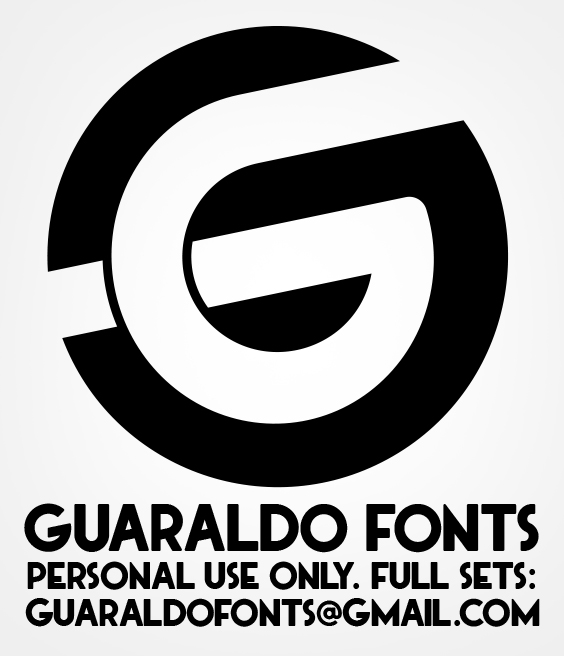 G
GUARALDO FONTS
PERSONAL USE ONLY. FULL SETS:
GUARALDOFONTS@GMAIL.COM